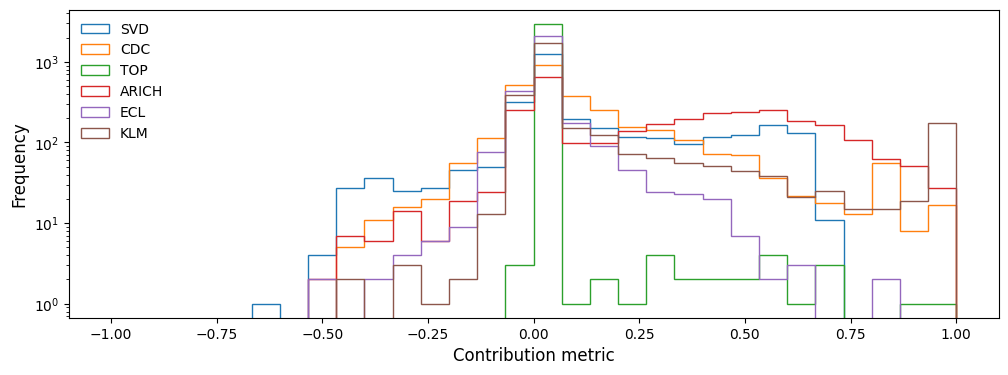 SVD
CDC
TOP
ARICH
ECL
KLM
Frequency
10³
10²
10¹
10⁰
−1.00 −0.75 −0.50 −0.25 0.00 0.25 0.50 0.75 1.00
Contribution metric